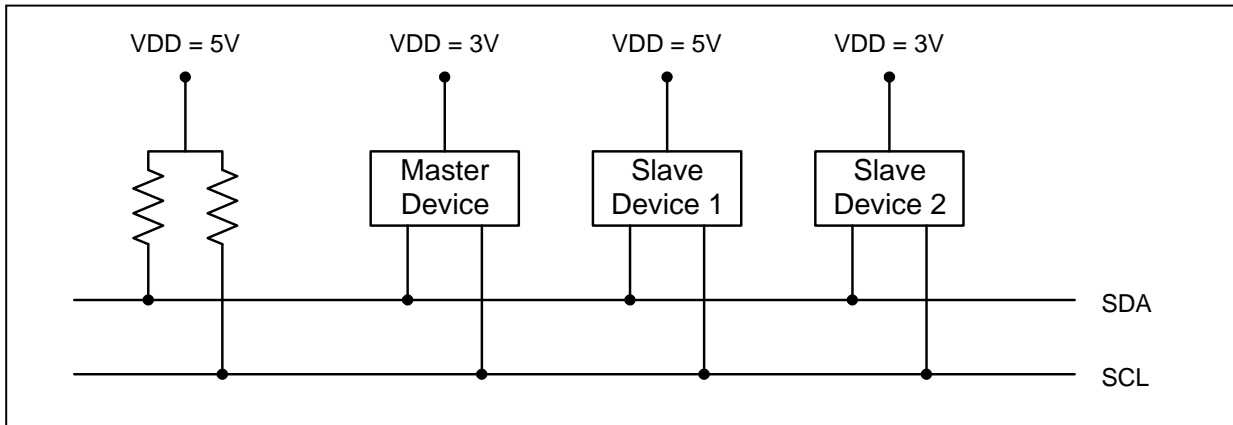 VDD = 5V
VDD = 3V
VDD = 5V
VDD = 3V
Master
Device
Slave
Device 1
Slave
Device 2
SDA
SCL